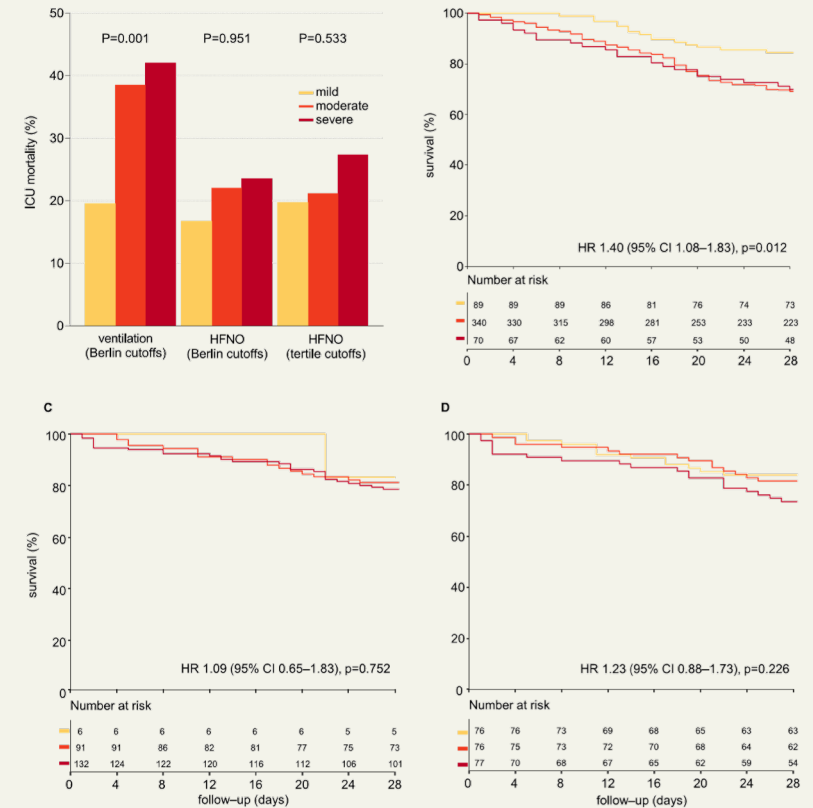 50
40
30
20
10
0
ICU mortality (%)
P=0.001 P=0.951 P=0.533
mild
moderate
severe
ventilation
(Berlin cutoffs)
HFNO
(Berlin cutoffs)
HFNO
(tertile cutoffs)
100
80
60
40
20
0
survival (%)
HR 1.40 (95% CI 1.08–1.83), p=0.012
Number at risk
89 89 89 86 81 76 74 73
340 330 315 298 281 253 233 223
70 67 62 60 57 53 50 48
0 4 8 12 16 20 24 28
C
100
80
60
40
20
0
survival (%)
HR 1.09 (95% CI 0.65–1.83), p=0.752
Number at risk
6 6 6 6 6 6 5 5
91 91 86 82 81 77 75 73
132 124 122 120 116 112 106 101
0 4 8 12 16 20 24 28
follow–up (days)
D
100
80
60
40
20
0
HR 1.23 (95% CI 0.88–1.73), p=0.226
Number at risk
76 76 73 69 68 65 63 63
76 75 73 72 70 68 64 62
77 70 68 67 65 62 59 54
0 4 8 12 16 20 24 28
follow–up (days)